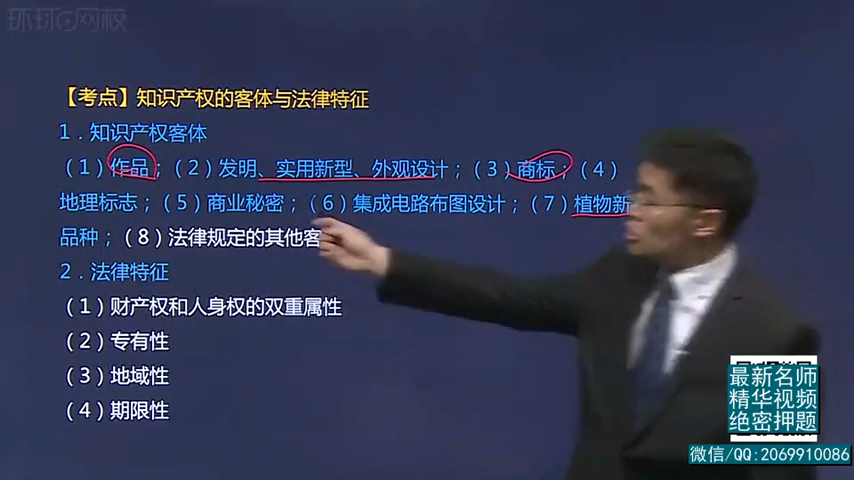 环球网校
【考点】知识产权的客体与法律特征
1．知识产权客体
（1）作品；（2）发明、实用新型、外观设计；（3）商标；（4）
地理标志；（5）商业秘密；（6）集成电路布图设计；（7）植物新
品种；（8）法律规定的其他客
2．法律特征
（1）财产权和人身权的双重属性
（2）专有性
（3）地域性
（4）期限性
最新名师
精华视频
绝密押题
微信/QQ:2069910086